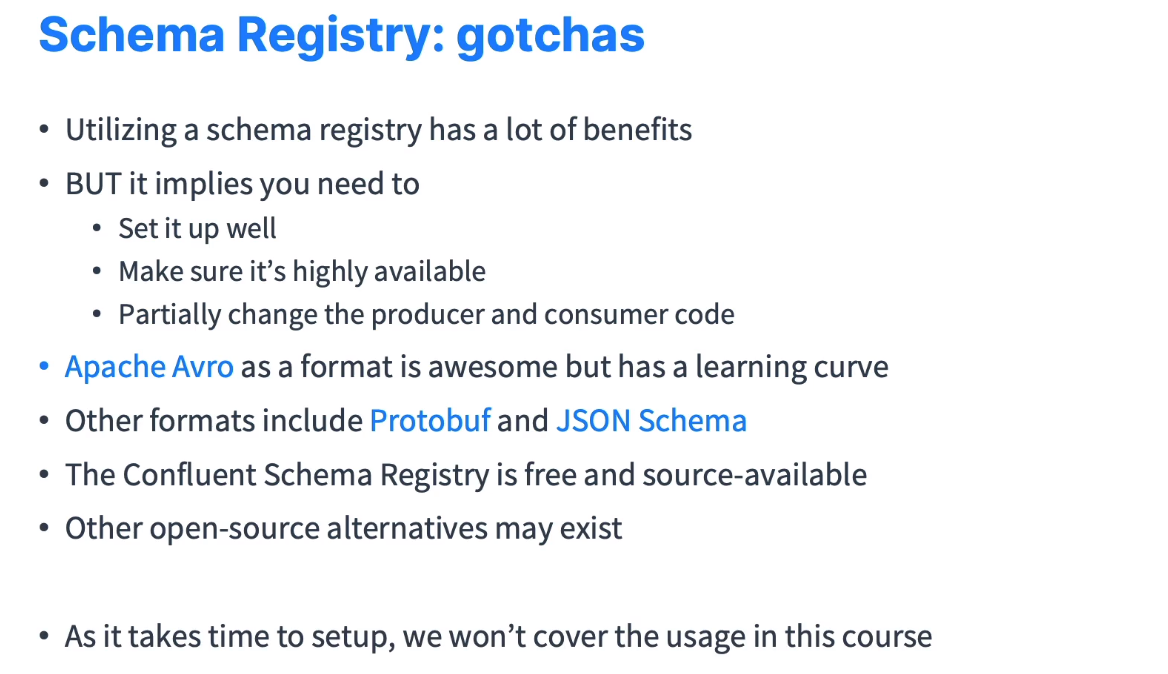 Schema Registry: gotchas
• Utilizing a schema registry has a lot of benefits
• BUT it implies you need to
• Set it up well
• Make sure it’s highly available
• Partially change the producer and consumer code
• Apache Avro as a format is awesome but has a learning curve
• Other formats include Protobuf and JSON Schema
• The Confluent Schema Registry is free and source-available
• Other open-source alternatives may exist
• As it takes time to setup, we won’t cover the usage in this course